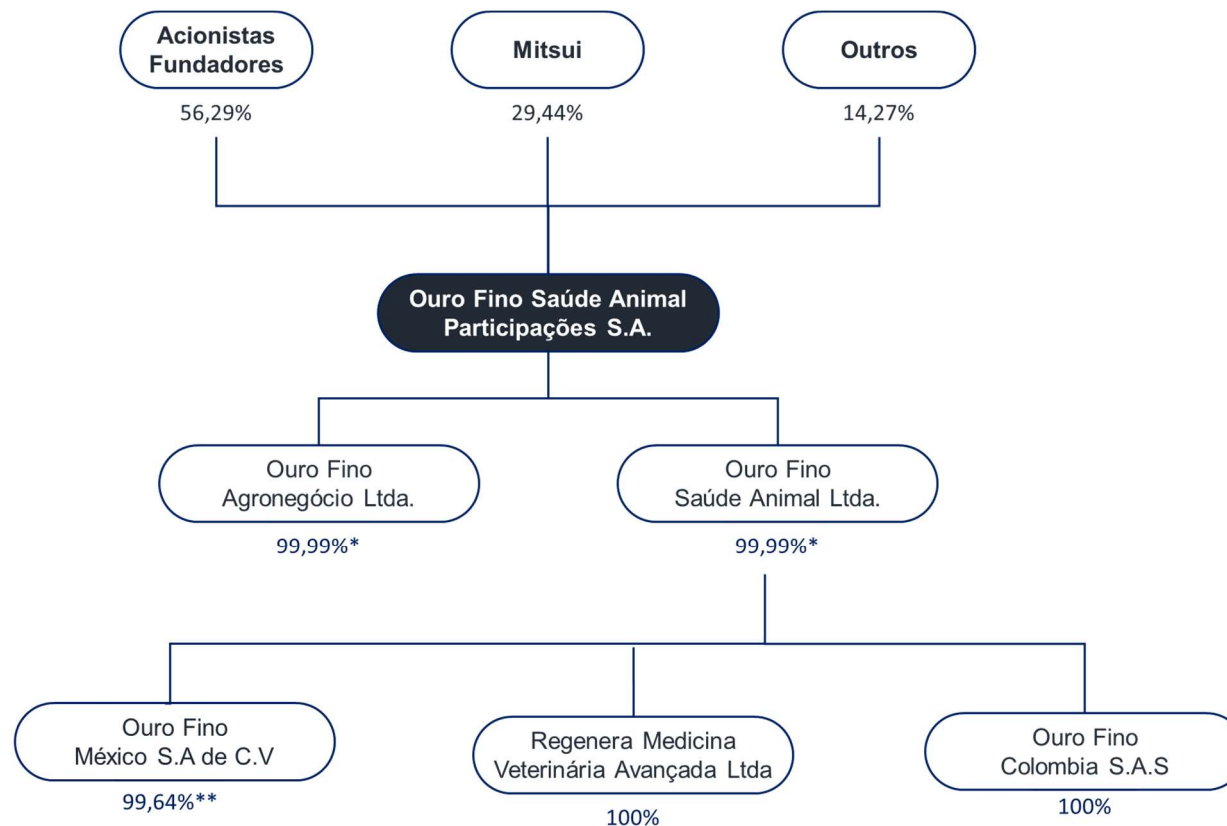 Acionistas
Fundadores
56,29%
Mitsui
29,44%
Outros
14,27%
Ouro Fino Saúde Animal
Participações S.A.
Ouro Fino
Agronegócio Ltda.
99,99%*
Ouro Fino
Saúde Animal Ltda.
99,99%*
Ouro Fino
México S.A de C.V
99,64%**
Regenera Medicina
Veterinária Avançada Ltda
100%
Ouro Fino
Colombia S.A.S
100%